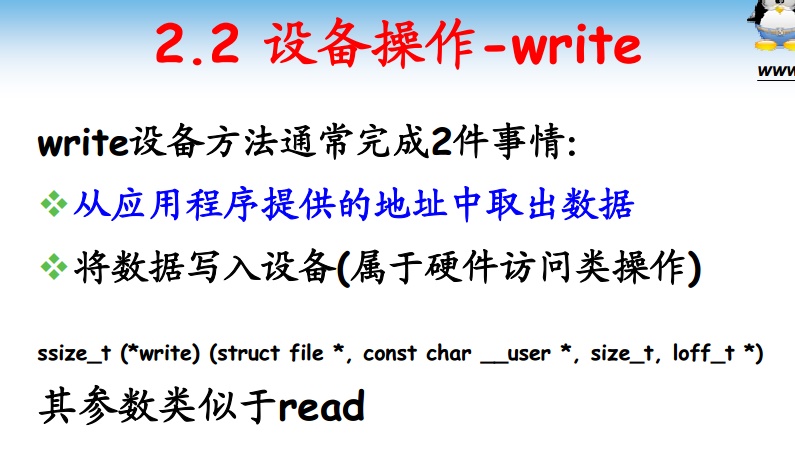 2.2 设备操作-write
www
write设备方法通常完成2件事情:
从应用程序提供的地址中取出数据
将数据写入设备(属于硬件访问类操作)
ssize_t (*write) (struct file *, const char __user *, size_t, loff_t *)
其参数类似于read